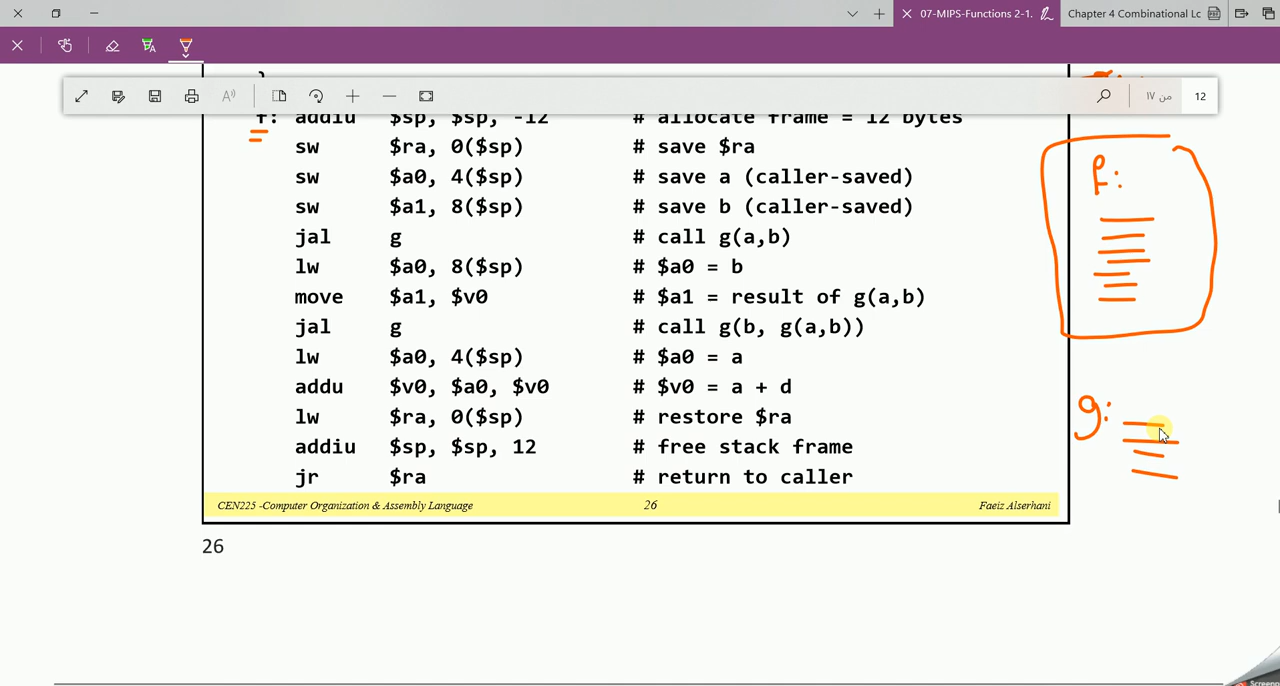 07-MIPS-Functions 2-1.
Chapter 4 Combinational Lc
12
من ١٧
f: addiu $sp, $sp, -12 # allocate frame = 12 bytes
sw $ra, 0($sp) # save $ra
sw $a0, 4($sp) # save a (caller-saved)
sw $a1, 8($sp) # save b (caller-saved)
jal g # call g(a,b)
lw $a0, 8($sp) # $a0 = b
move $a1, $v0 # $a1 = result of g(a,b)
jal g # call g(b, g(a,b))
lw $a0, 4($sp) # $a0 = a
addu $v0, $a0, $v0 # $v0 = a + d
lw $ra, 0($sp) # restore $ra
addiu $sp, $sp, 12 # free stack frame
jr $ra # return to caller
CEN225 -Computer Organization & Assembly Language 26 Faeiz Alserhani
26
f:
g: